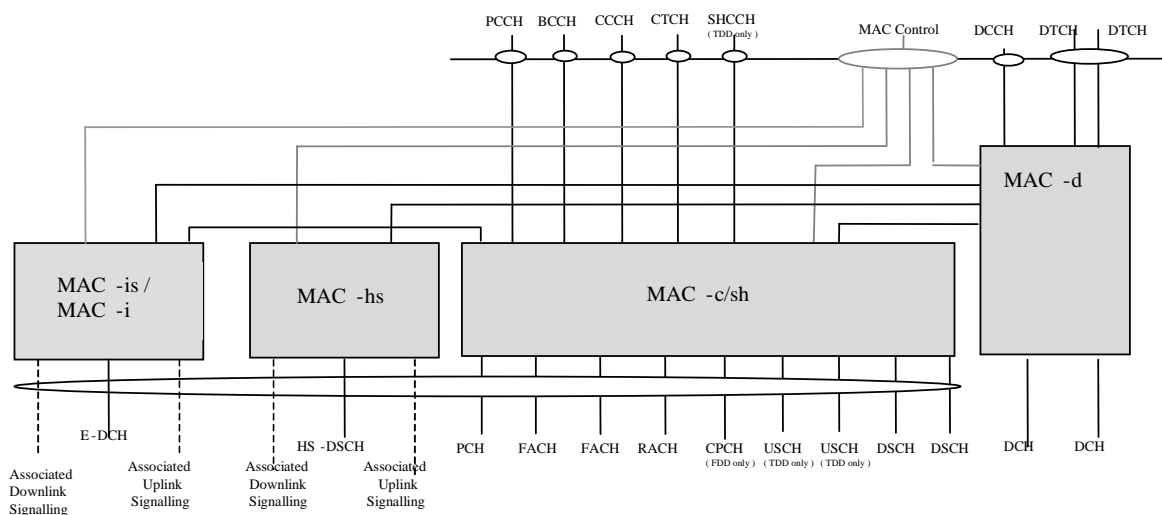 PCCH BCCH CCCH CTCH SHCCH
( TDD only )
MAC Control
DCCH DTCH DTCH
MAC -d
MAC -is /
MAC -i
MAC -hs
MAC -c/sh
E-DCH
HS -DSCH
PCH FACH FACH RACH CPCH USCH USCH DSCH DSCH
( FDD only ) ( TDD only ) ( TDD only )
DCH DCH
Associated
Downlink
Signalling
Associated
Uplink
Signalling
Associated
Downlink
Signalling
Associated
Uplink
Signalling